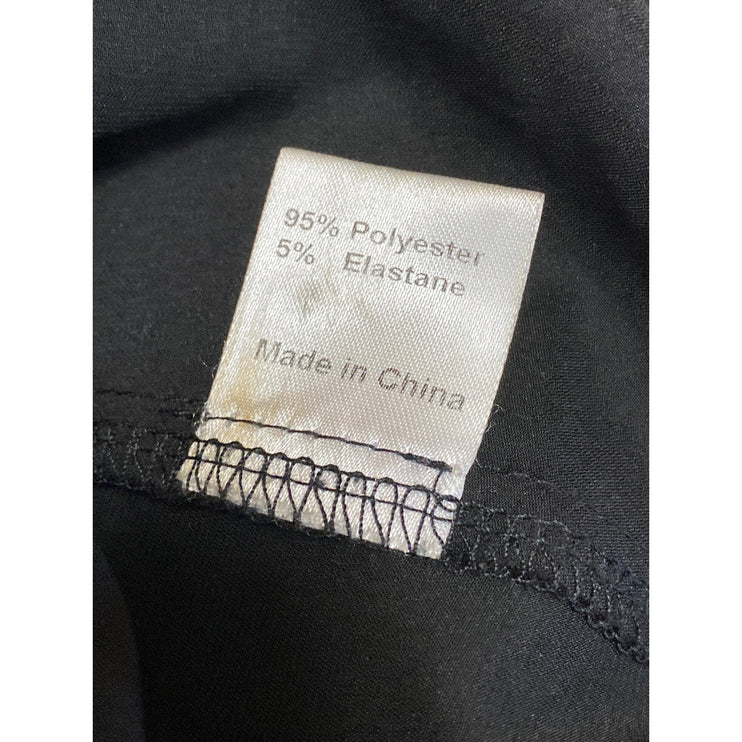 95% Polyester
5% Elastane
Made in China